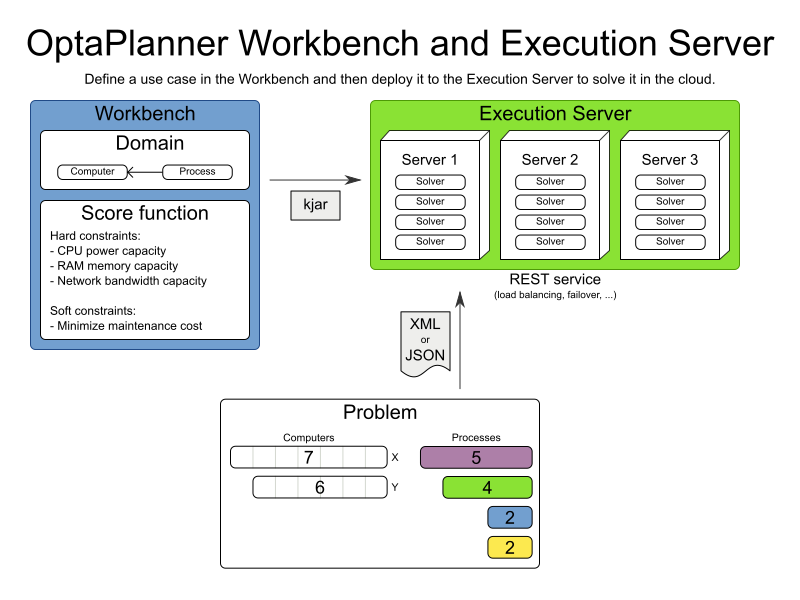 OptaPlanner Workbench and Execution Server
Define a use case in the Workbench and then deploy it to the Execution Server to solve it in the cloud.
Workbench
Domain
Computer
Process
Score function
Hard constraints:
- CPU power capacity
- RAM memory capacity
- Network bandwidth capacity
Soft constraints:
- Minimize maintenance cost
kjar
Execution Server
Server 1
Solver
Solver
Solver
Solver
Server 2
Solver
Solver
Solver
Solver
Server 3
Solver
Solver
Solver
Solver
REST service
(load balancing, failover, ...)
XML
or
JSON
Problem
Computers
7 X
6 Y
Processes
5
4
2
2